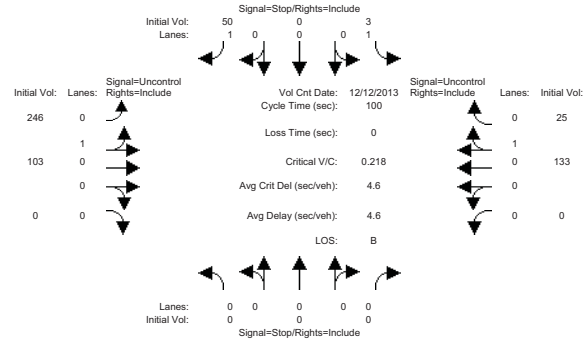 Signal=Stop/Rights=Include
Initial Vol: 50 0 3
Lanes: 1 0 0 0 1
Signal=Uncontrol Signal=Uncontrol
Initial Vol: Lanes: Rights=Include Vol Cnt Date: 12/12/2013 Rights=Include Lanes: Initial Vol:
Cycle Time (sec): 100
246 0 0 25
Loss Time (sec): 0
1 1
103 0 Critical V/C: 0.218 0 133
0 Avg Crit Del (sec/veh): 4.6 0
0 0 Avg Delay (sec/veh): 4.6 0 0
LOS: B
Lanes: 0 0 0 0 0
Initial Vol: 0 0 0
Signal=Stop/Rights=Include